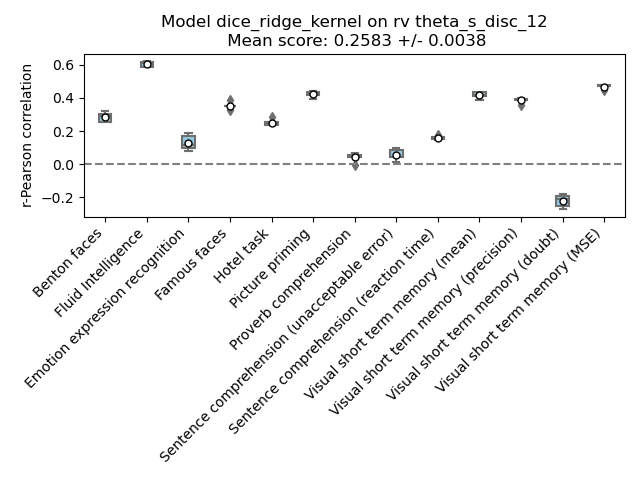 Model dice_ridge_kernel on rv theta_s_disc_12
Mean score: 0.2583 +/- 0.0038
r-Pearson correlation
0.6
0.4
0.2
0.0
−0.2
Benton faces
Fluid Intelligence
Emotion expression recognition
Famous faces
Hotel task
Picture priming
Proverb comprehension
Sentence comprehension (unacceptable error)
Sentence comprehension (reaction time)
Visual short term memory (mean)
Visual short term memory (precision)
Visual short term memory (doubt)
Visual short term memory (MSE)